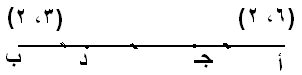 (٢ ، ٦) (٢ ، ٣)
أ جـ د ب